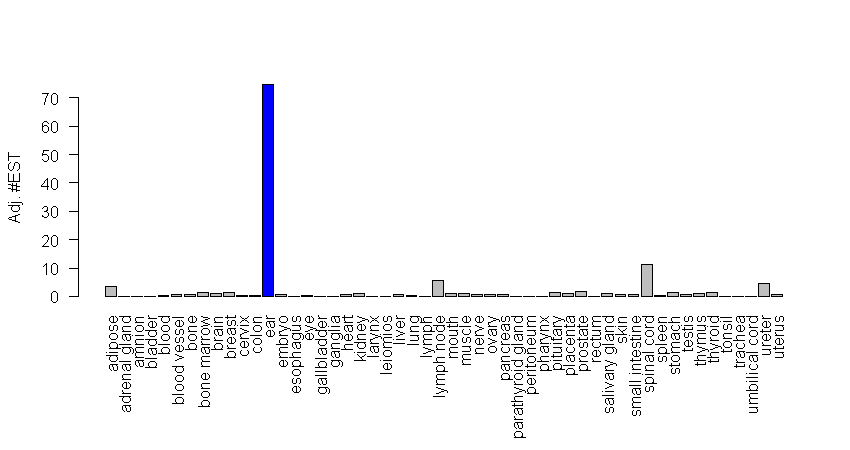 Adj. #EST
70
60
50
40
30
20
10
0
adipose
adrenal gland
amnion
bladder
blood
blood vessel
bone
bone marrow
brain
breast
cervix
colon
ear
embryo
esophagus
eye
gallbladder
ganglia
heart
kidney
larynx
leiomios
liver
lung
lymph
lymph node
mouth
muscle
nerve
ovary
pancreas
parathyroid gland
peritoneum
pharynx
pituitary
placenta
prostate
rectum
salivary gland
skin
small intestine
spinal cord
spleen
stomach
testis
thymus
thyroid
tonsil
trachea
umbilical cord
ureter
uterus